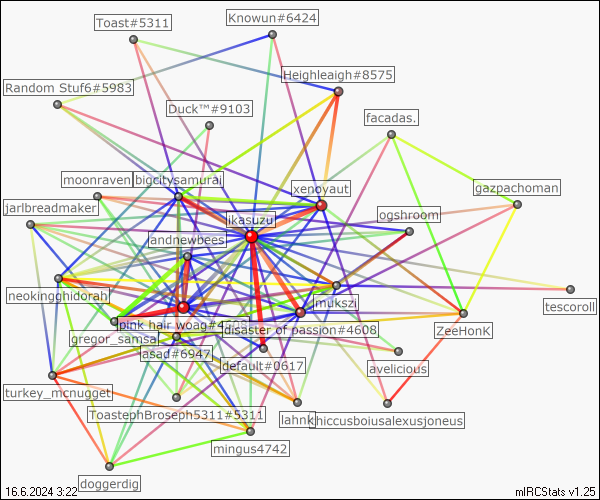 Knowun#6424
Toast#5311
Heighleaigh#8575
Random Stuf6#5983
Duck™#9103
facadas.
moonraven
bigcitysamurai
xenoyaut
gazpachoman
jarlbreadmaker
ikasuzu
ogshroom
andnewbees
neokingghidorah
jmukszi
tescoroll
pink hair woag#4
disaster of passion#4608
ZeeHonK
gregor_samsa
asad#6947
default#0617
avelicious
turkey_mcnugget
ToastephBroseph5311#5311
lahnk
khiccusboiusalexusjoneus
mingus4742
doggerdig
16.6.2024 3:22
mIRCStats v1.25